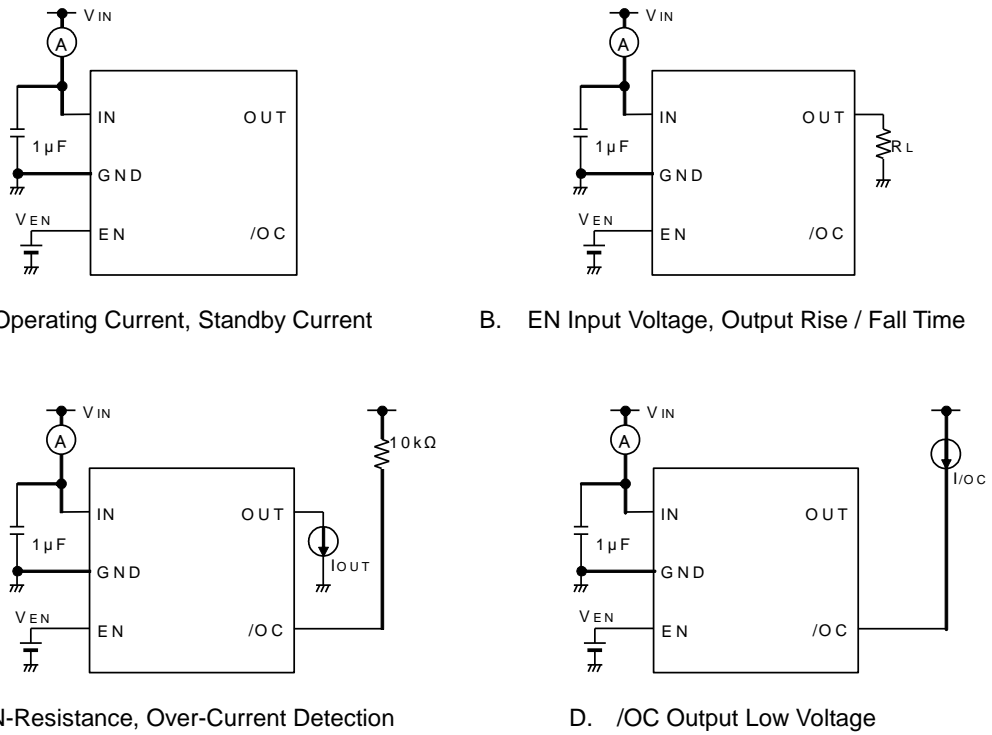 VIN
A
IN
OUT
1µF
GND
VEN
EN
/OC
Operating Current, Standby Current
VIN
A
IN
OUT
1µF
RL
GND
VEN
EN
/OC
B. EN Input Voltage, Output Rise / Fall Time
VIN
A
10kΩ
IN
OUT
1µF
IOUT
GND
VEN
EN
/OC
N-Resistance, Over-Current Detection
VIN
A
I/OC
IN
OUT
1µF
GND
VEN
EN
/OC
D. /OC Output Low Voltage